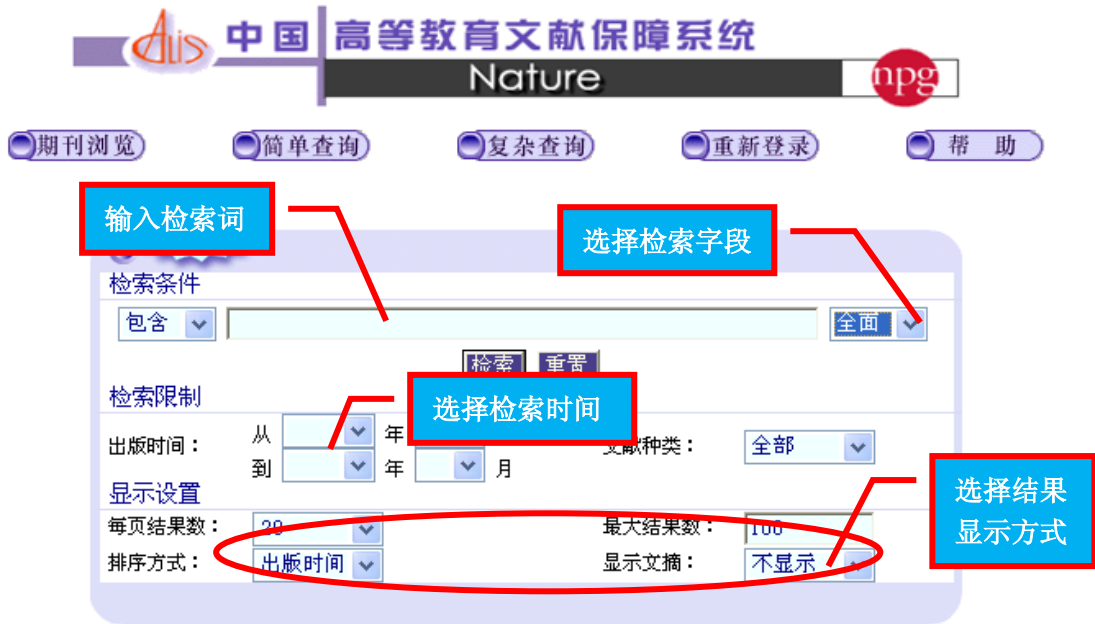 CALIS 中国 高等教育文献保障系统
Nature npg
期刊浏览 简单查询 复杂查询 重新登录 帮 助
输入检索词
选择检索字段
检索条件
包含 全面
检索 重置
检索限制
选择检索时间
出版时间： 从 年
文献种类： 全部
到 年 月
显示设置
选择结果
显示方式
每页结果数： 20 最大结果数： 100
排序方式： 出版时间 显示文摘： 不显示